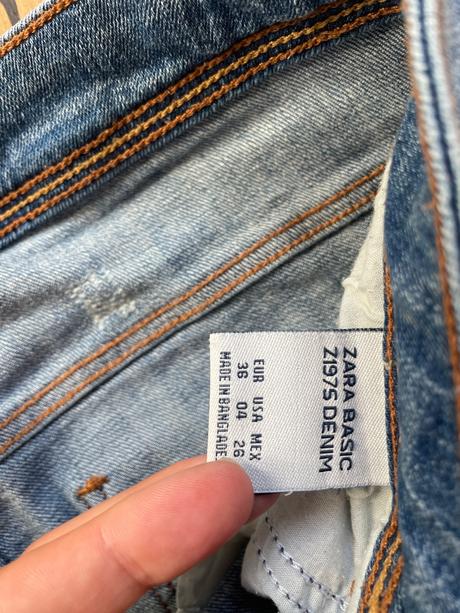 ZARA BASIC
Z1975 DENIM
EUR USA MEX
36 04 26
MADE IN BANGLADE